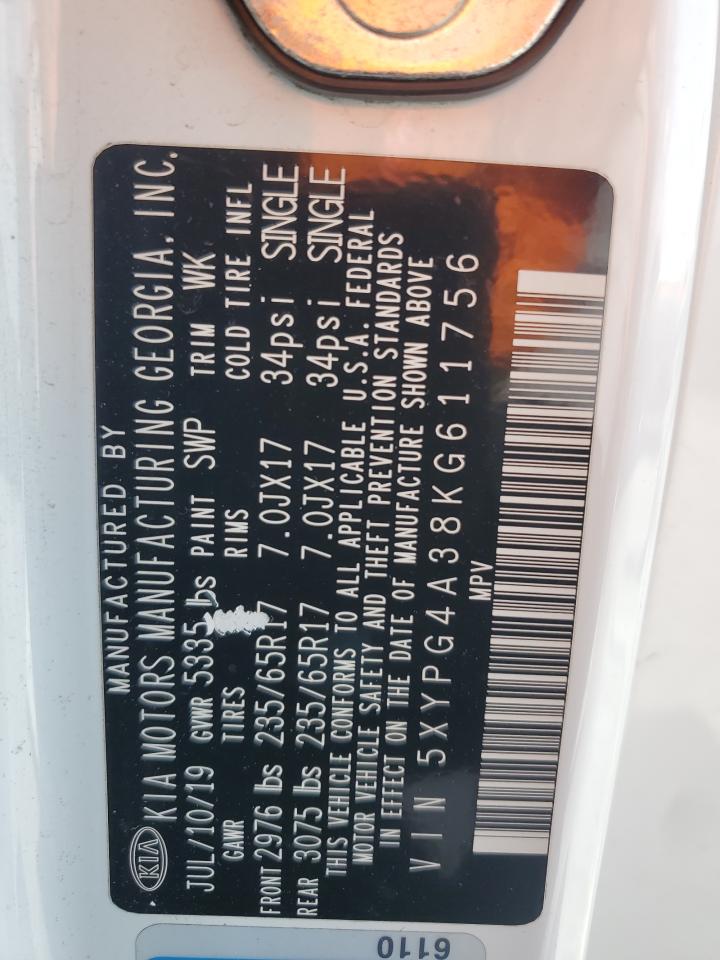 MANUFACTURED BY
KIA KIA MOTORS MANUFACTURING GEORGIA, INC.
JUL/10/19 GVWR 5335 lbs PAINT SWP TRIM WK
GAWR TIRES RIMS COLD TIRE INFL
FRONT 2976 lbs 235/65R17 7.0JX17 34psi SINGLE
REAR 3075 lbs 235/65R17 7.0JX17 34psi SINGLE
THIS VEHICLE CONFORMS TO ALL APPLICABLE U.S.A. FEDERAL
MOTOR VEHICLE SAFETY AND THEFT PREVENTION STANDARDS
IN EFFECT ON THE DATE OF MANUFACTURE SHOWN ABOVE
VIN 5XYPG4A38KG611756
MPV
6110